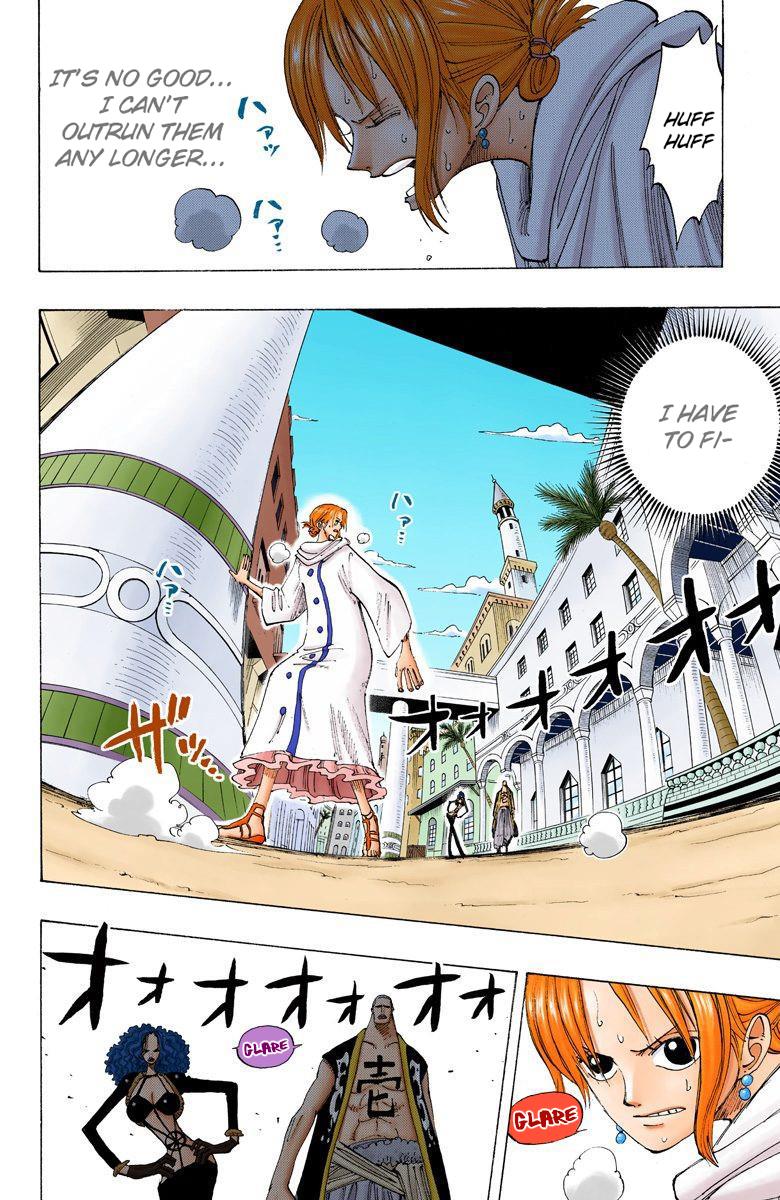 IT'S NO GOOD...
I CAN'T
OUTRUN THEM
ANY LONGER...
ハァッ
ハァ...
HUFF
HUFF
I HAVE
TO FI-
ハァ...
ハァ...
ザッ...
オオオオオオ
DOS
オオオオオオオ
GLARE
壱
GLARE